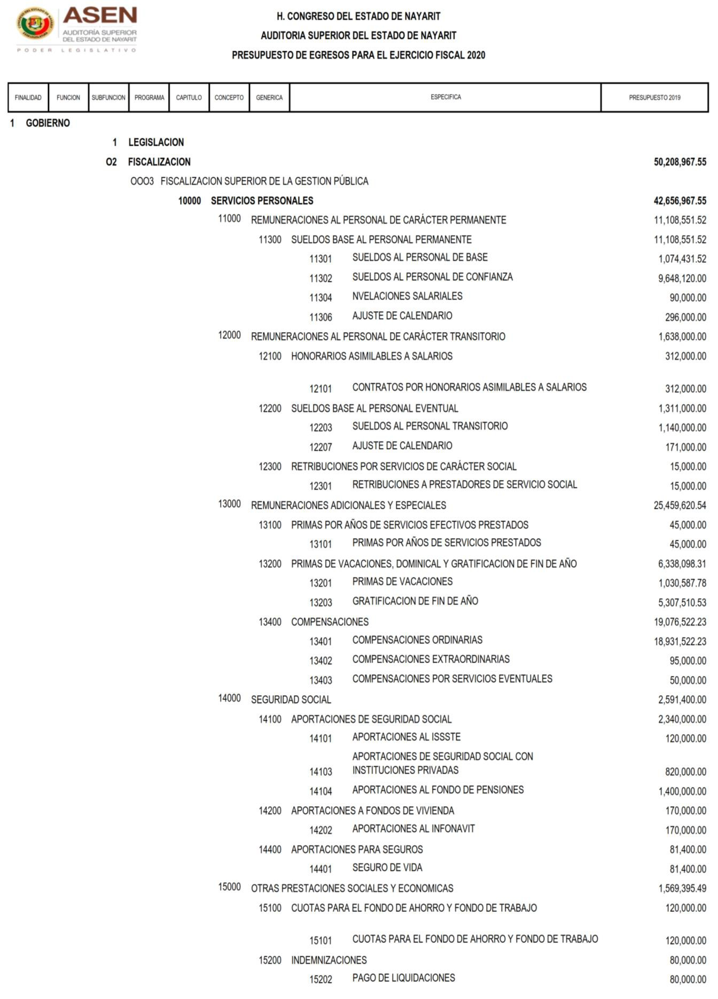 ASEN
AUDITORÍA SUPERIOR
DEL ESTADO DE NAYARIT
PODER LEGISLATIVO
H. CONGRESO DEL ESTADO DE NAYARIT
AUDITORIA SUPERIOR DEL ESTADO DE NAYARIT
PRESUPUESTO DE EGRESOS PARA EL EJERCICIO FISCAL 2020
FINALIDAD FUNCION SUBFUNCION PROGRAMA CAPITULO CONCEPTO GENERICA ESPECIFICA PRESUPUESTO 2019
1 GOBIERNO
1 LEGISLACION
O2 FISCALIZACION 50,208,967.55
OOO3 FISCALIZACION SUPERIOR DE LA GESTION PÚBLICA
10000 SERVICIOS PERSONALES 42,656,967.55
11000 REMUNERACIONES AL PERSONAL DE CARÁCTER PERMANENTE 11,108,551.52
11300 SUELDOS BASE AL PERSONAL PERMANENTE 11,108,551.52
11301 SUELDOS AL PERSONAL DE BASE 1,074,431.52
11302 SUELDOS AL PERSONAL DE CONFIANZA 9,648,120.00
11304 NVELACIONES SALARIALES 90,000.00
11306 AJUSTE DE CALENDARIO 296,000.00
12000 REMUNERACIONES AL PERSONAL DE CARÁCTER TRANSITORIO 1,638,000.00
12100 HONORARIOS ASIMILABLES A SALARIOS 312,000.00
12101 CONTRATOS POR HONORARIOS ASIMILABLES A SALARIOS 312,000.00
12200 SUELDOS BASE AL PERSONAL EVENTUAL 1,311,000.00
12203 SUELDOS AL PERSONAL TRANSITORIO 1,140,000.00
12207 AJUSTE DE CALENDARIO 171,000.00
12300 RETRIBUCIONES POR SERVICIOS DE CARÁCTER SOCIAL 15,000.00
12301 RETRIBUCIONES A PRESTADORES DE SERVICIO SOCIAL 15,000.00
13000 REMUNERACIONES ADICIONALES Y ESPECIALES 25,459,620.54
13100 PRIMAS POR AÑOS DE SERVICIOS EFECTIVOS PRESTADOS 45,000.00
13101 PRIMAS POR AÑOS DE SERVICIOS PRESTADOS 45,000.00
13200 PRIMAS DE VACACIONES, DOMINICAL Y GRATIFICACION DE FIN DE AÑO 6,338,098.31
13201 PRIMAS DE VACACIONES 1,030,587.78
13203 GRATIFICACION DE FIN DE AÑO 5,307,510.53
13400 COMPENSACIONES 19,076,522.23
13401 COMPENSACIONES ORDINARIAS 18,931,522.23
13402 COMPENSACIONES EXTRAORDINARIAS 95,000.00
13403 COMPENSACIONES POR SERVICIOS EVENTUALES 50,000.00
14000 SEGURIDAD SOCIAL 2,591,400.00
14100 APORTACIONES DE SEGURIDAD SOCIAL 2,340,000.00
14101 APORTACIONES AL ISSSTE 120,000.00
APORTACIONES DE SEGURIDAD SOCIAL CON
14103 INSTITUCIONES PRIVADAS 820,000.00
14104 APORTACIONES AL FONDO DE PENSIONES 1,400,000.00
14200 APORTACIONES A FONDOS DE VIVIENDA 170,000.00
14202 APORTACIONES AL INFONAVIT 170,000.00
14400 APORTACIONES PARA SEGUROS 81,400.00
14401 SEGURO DE VIDA 81,400.00
15000 OTRAS PRESTACIONES SOCIALES Y ECONOMICAS 1,569,395.49
15100 CUOTAS PARA EL FONDO DE AHORRO Y FONDO DE TRABAJO 120,000.00
15101 CUOTAS PARA EL FONDO DE AHORRO Y FONDO DE TRABAJO 120,000.00
15200 INDEMNIZACIONES 80,000.00
15202 PAGO DE LIQUIDACIONES 80,000.00